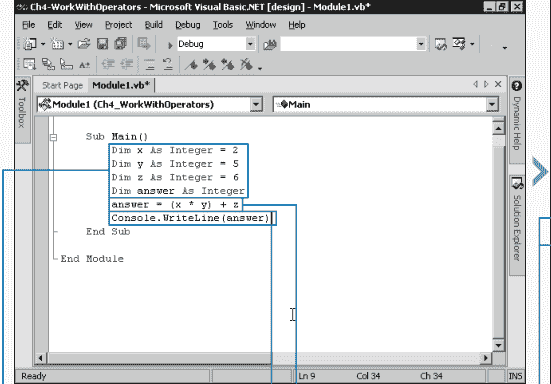 Ch4-WorkWithOperators - Microsoft Visual Basic.NET [design] - Module1.vb*
File Edit View Project Build Debug Tools Window Help
Debug
Start Page Module1.vb*
Toolbox
Module1 (Ch4_WorkWithOperators) Main
Dynamic Help
Solution Explorer
Sub Main()
Dim x As Integer = 2
Dim y As Integer = 5
Dim z As Integer = 6
Dim answer As Integer
answer = (x * y) + z
Console.WriteLine(answer)
End Sub
End Module
Ready Ln 9 Col 34 Ch 34 INS